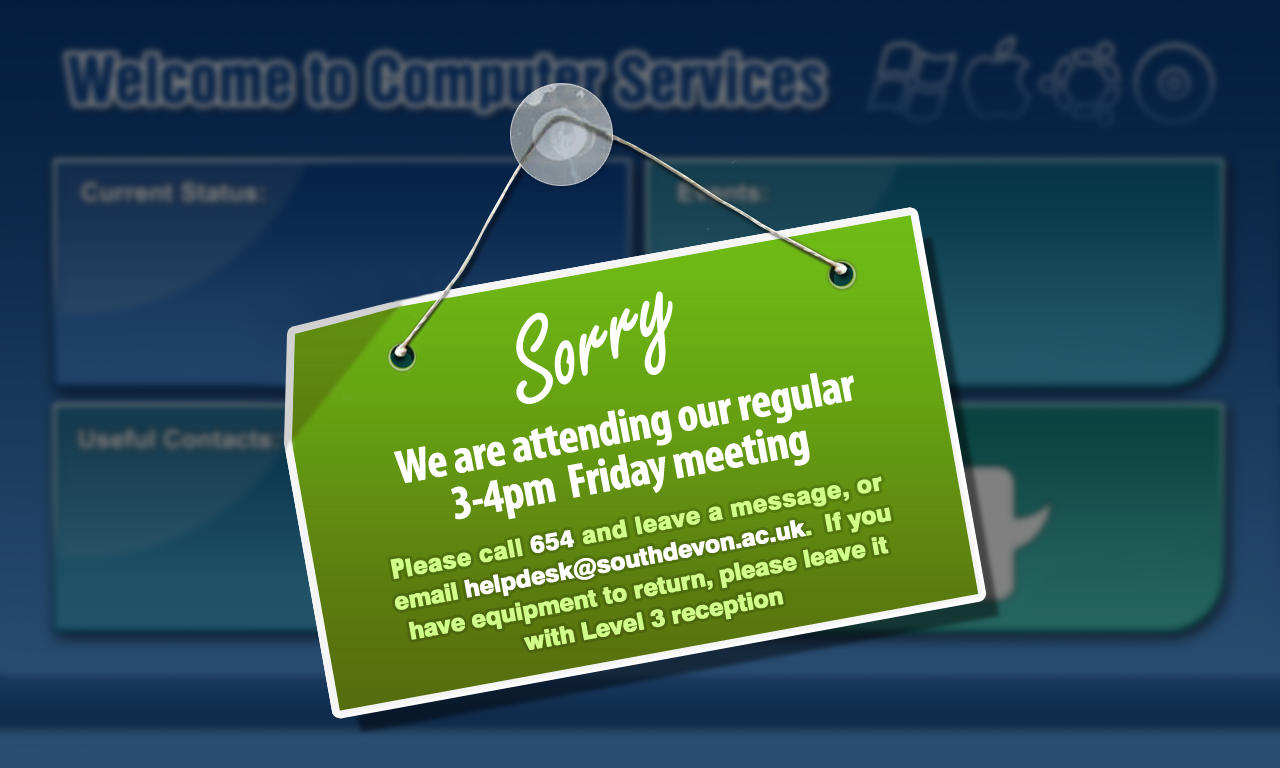 Welcome to Computer Services
Current Status:
Events:
Useful Contacts:
Sorry
We are attending our regular
3-4pm Friday meeting
Please call 654 and leave a message, or
email helpdesk@southdevon.ac.uk. If you
have equipment to return, please leave it
with Level 3 reception